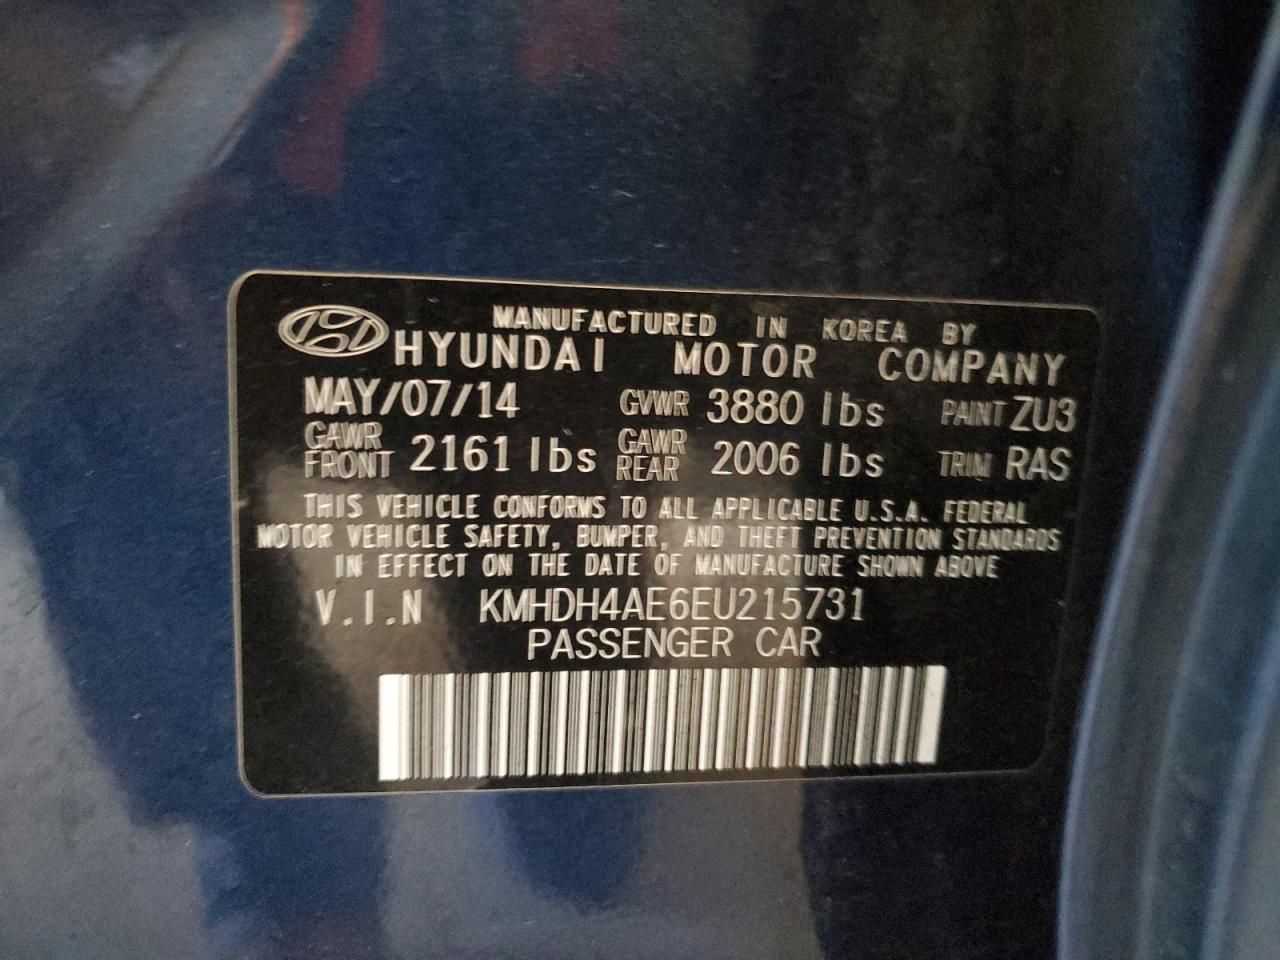 MANUFACTURED IN KOREA BY
HYUNDAI MOTOR COMPANY
MAY/07/14 GVWR 3880 lbs PAINT ZU3
GAWR FRONT 2161 lbs GAWR REAR 2006 lbs TRIM RAS
THIS VEHICLE CONFORMS TO ALL APPLICABLE U.S.A. FEDERAL
MOTOR VEHICLE SAFETY, BUMPER, AND THEFT PREVENTION STANDARDS
IN EFFECT ON THE DATE OF MANUFACTURE SHOWN ABOVE
V.I.N KMHDH4AE6EU215731
PASSENGER CAR